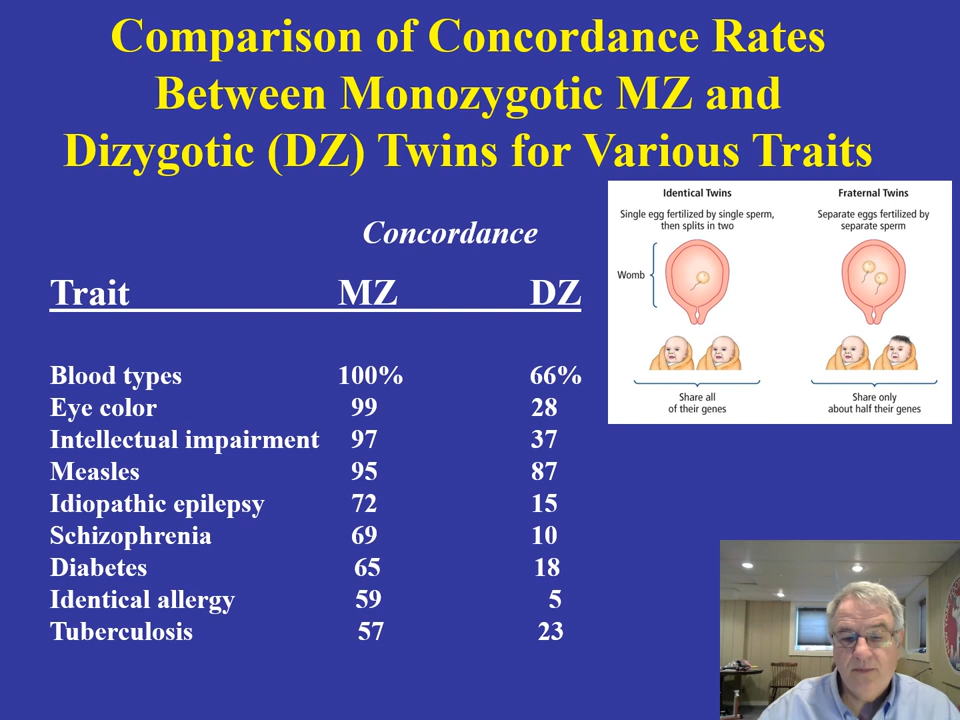 Comparison of Concordance Rates
Between Monozygotic MZ and
Dizygotic (DZ) Twins for Various Traits
Concordance
Trait MZ DZ
Blood types 100% 66%
Eye color 99 28
Intellectual impairment 97 37
Measles 95 87
Idiopathic epilepsy 72 15
Schizophrenia 69 10
Diabetes 65 18
Identical allergy 59 5
Tuberculosis 57 23
Identical Twins
Single egg fertilized by single sperm,
then splits in two
Womb
Share all
of their genes
Fraternal Twins
Separate eggs fertilized by
separate sperm
Share only
about half their genes